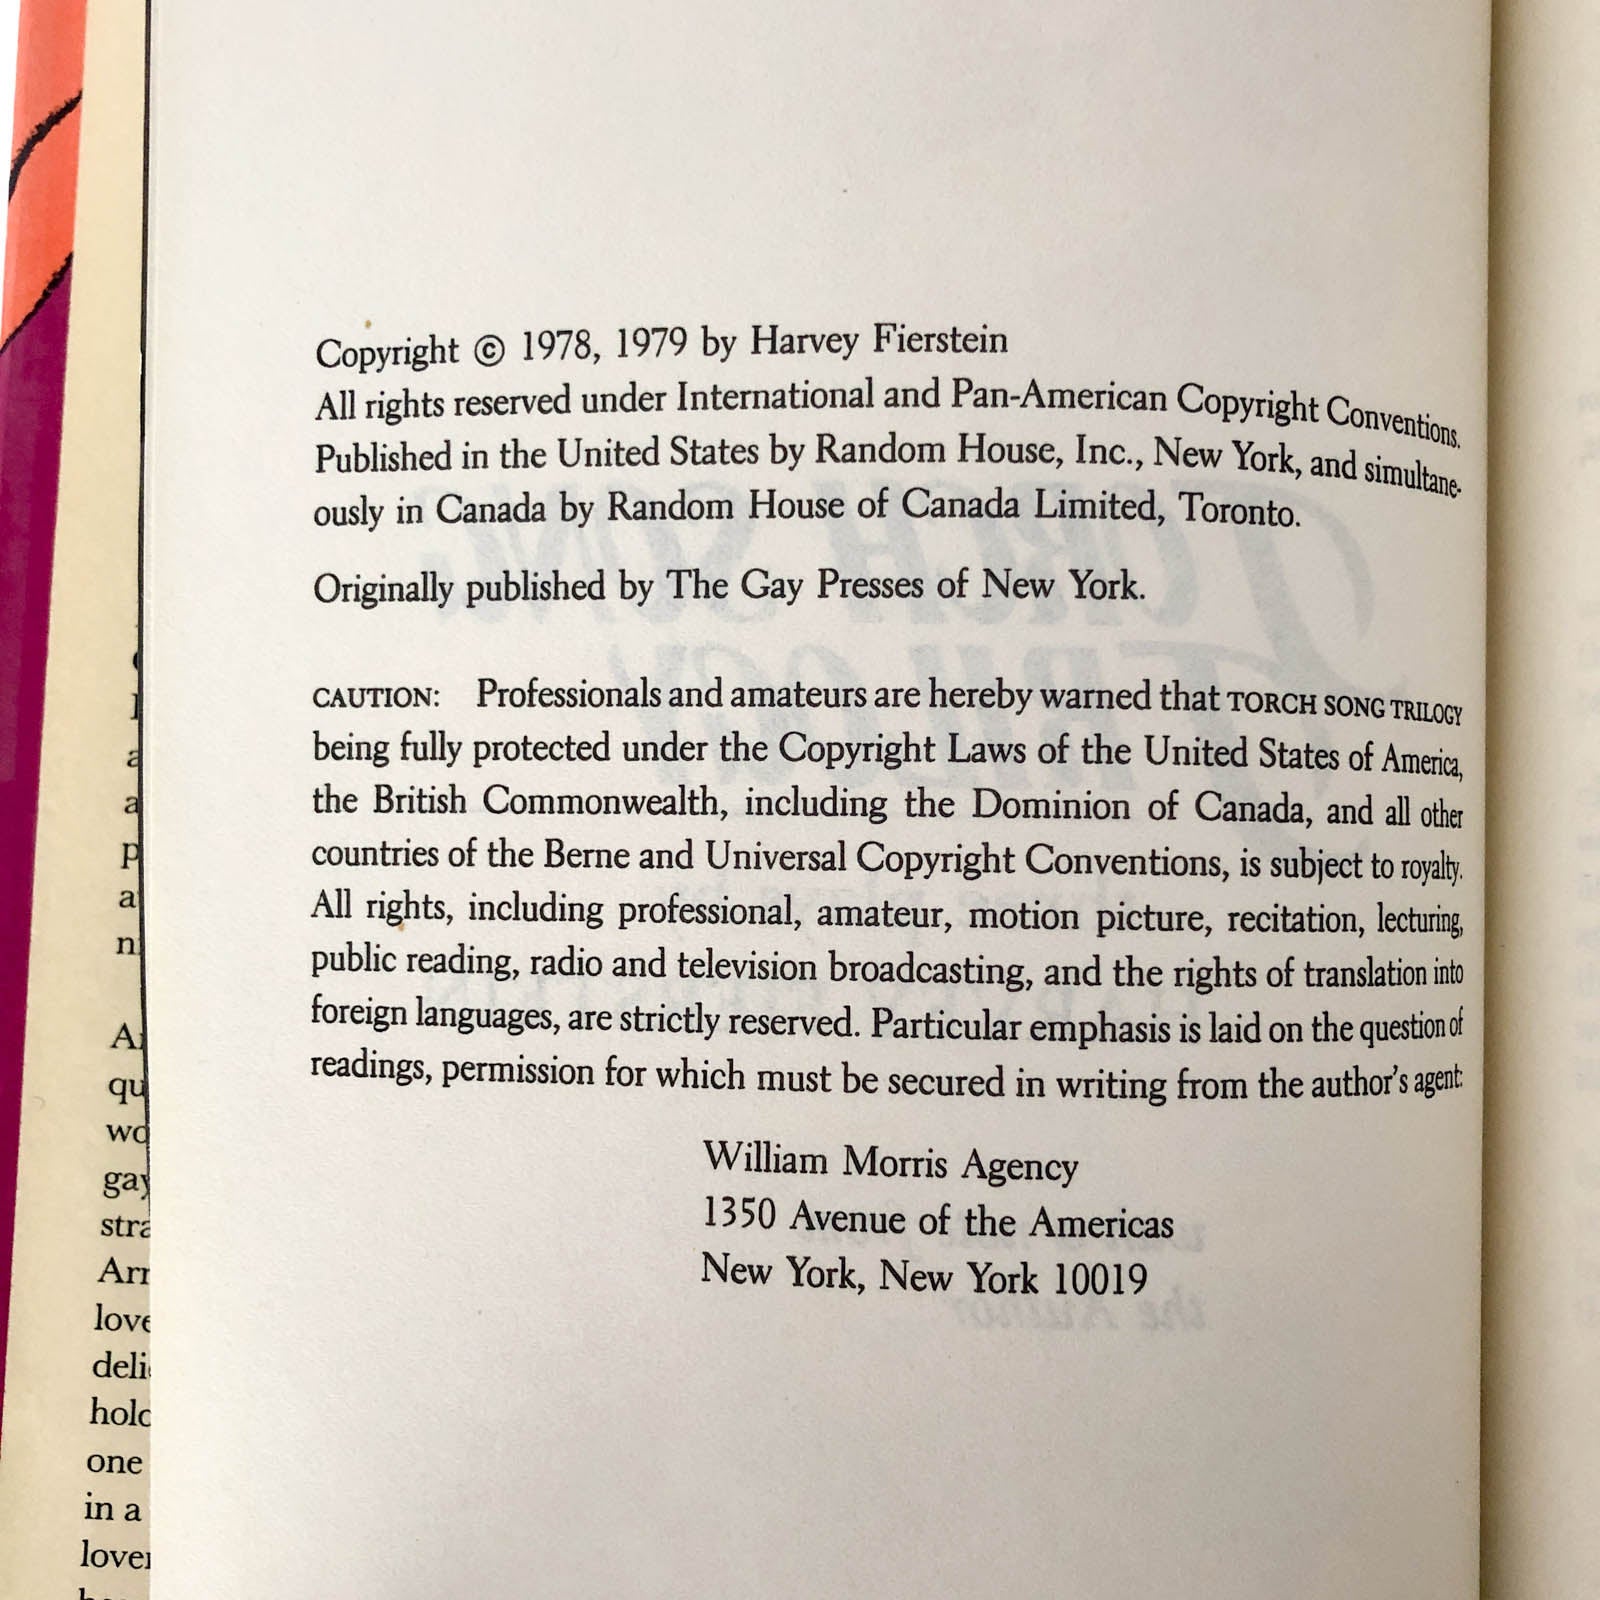 Copyright © 1978, 1979 by Harvey Fierstein
All rights reserved under International and Pan-American Copyright Conventions.
Published in the United States by Random House, Inc., New York, and simultane-
ously in Canada by Random House of Canada Limited, Toronto.
Originally published by The Gay Presses of New York.
CAUTION: Professionals and amateurs are hereby warned that TORCH SONG TRILOGY
being fully protected under the Copyright Laws of the United States of America,
the British Commonwealth, including the Dominion of Canada, and all other
countries of the Berne and Universal Copyright Conventions, is subject to royalty.
All rights, including professional, amateur, motion picture, recitation, lecturing,
public reading, radio and television broadcasting, and the rights of translation into
foreign languages, are strictly reserved. Particular emphasis is laid on the question of
readings, permission for which must be secured in writing from the author's agent:
William Morris Agency
1350 Avenue of the Americas
New York, New York 10019
one
in a